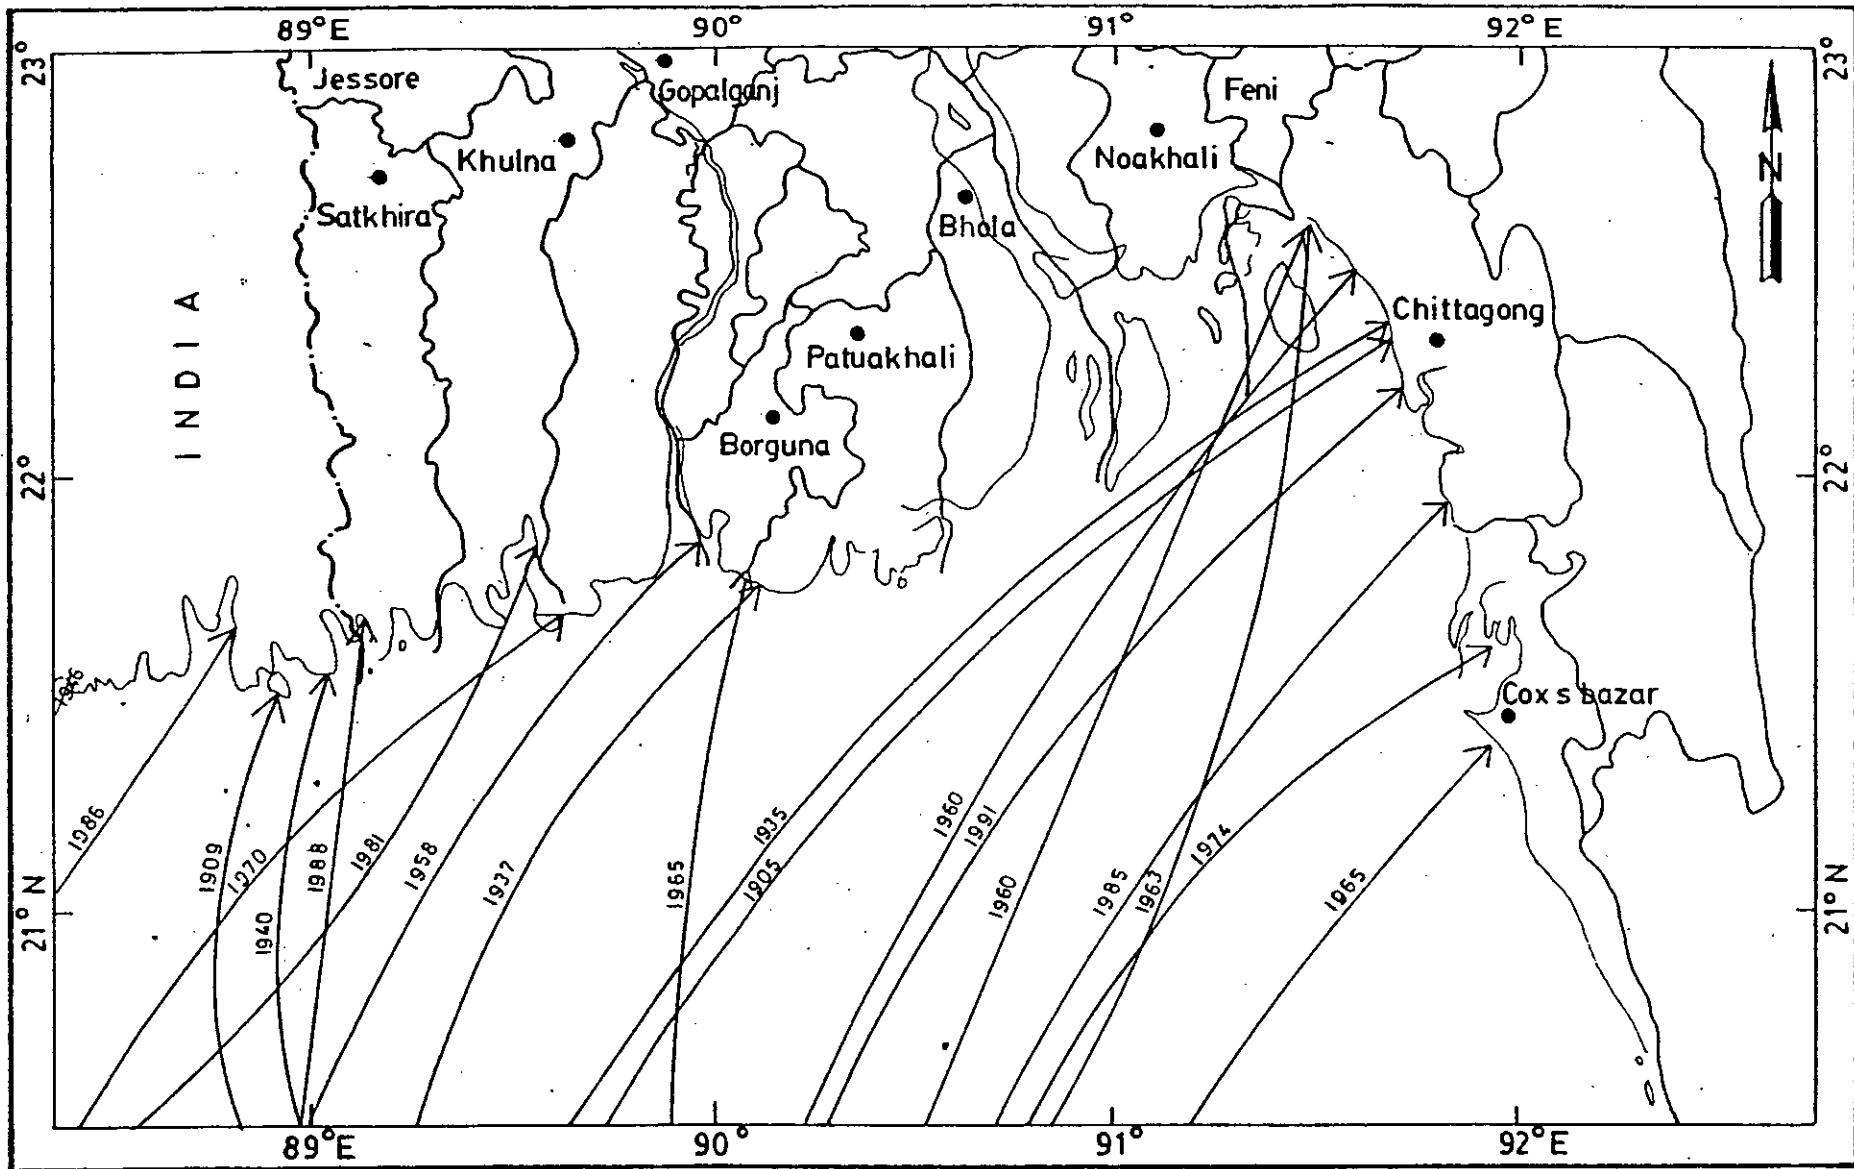 89°E
90°
91°
92°E
23°
23°
Jessore
Gopalganj
Feni
N
Khulna
Noakhali
Satkhira
Bhola
INDIA
Chittagong
Patuakhali
Borguna
22°
22°
1946
Cox s bazar
1986
1909
1970
1988
1981
1958
1937
1965
1935
1905
1960
1991
1960
1985
1963
1974
1965
1940
21° N
21° N
89°E
90°
91°
92°E